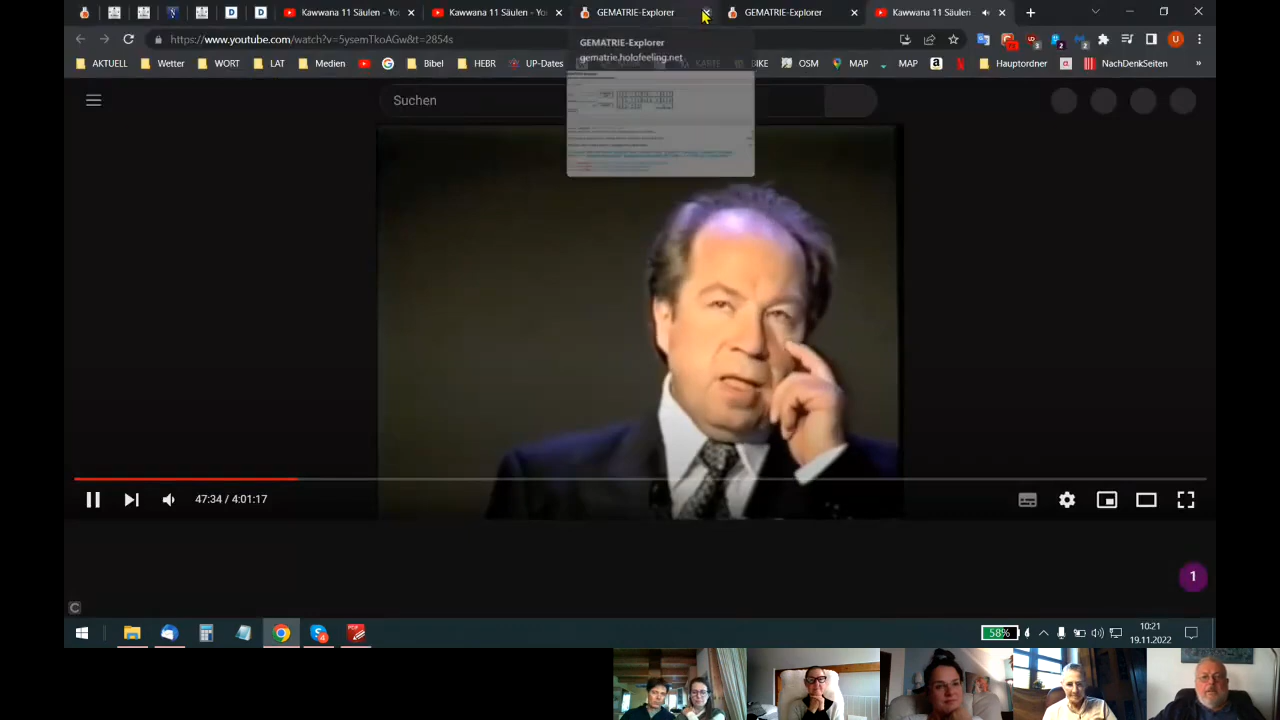 Kawwana 11 Säulen - Yo
Kawwana 11 Säulen - Yo
GEMATRIE-Explorer
GEMATRIE-Explorer
Kawwana 11 Säulen
https://www.youtube.com/watch?v=5ysemTkoAGw&t=2854s
GEMATRIE-Explorer
gematrie.holofeeling.net
AKTUELL
Wetter
WORT
LAT
Medien
Bibel
HEBR
UP-Dates
KARTE
BIKE
OSM
MAP
MAP
Hauptordner
NachDenkSeiten
Suchen
47:34 / 4:01:17
1
58%
10:21
19.11.2022